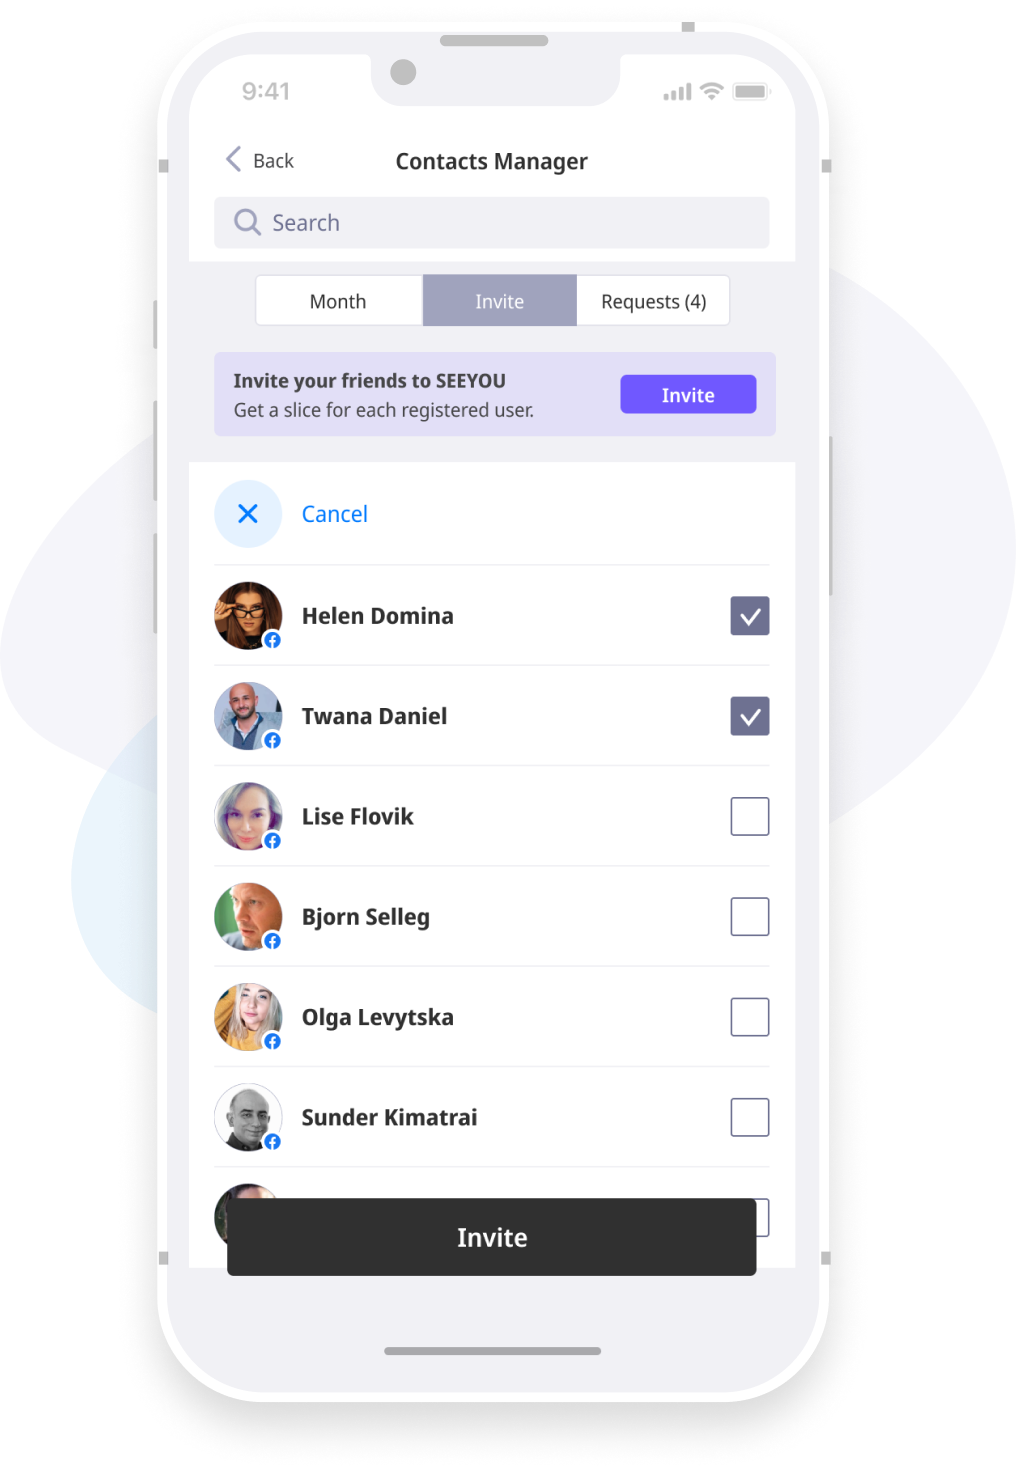 9:41
Back
Contacts Manager
Search
Month
Invite
Requests (4)
Invite your friends to SEEYOU
Get a slice for each registered user.
Invite
Cancel
Helen Domina
Twana Daniel
Lise Flovik
Bjorn Selleg
Olga Levytska
Sunder Kimatrai
Invite